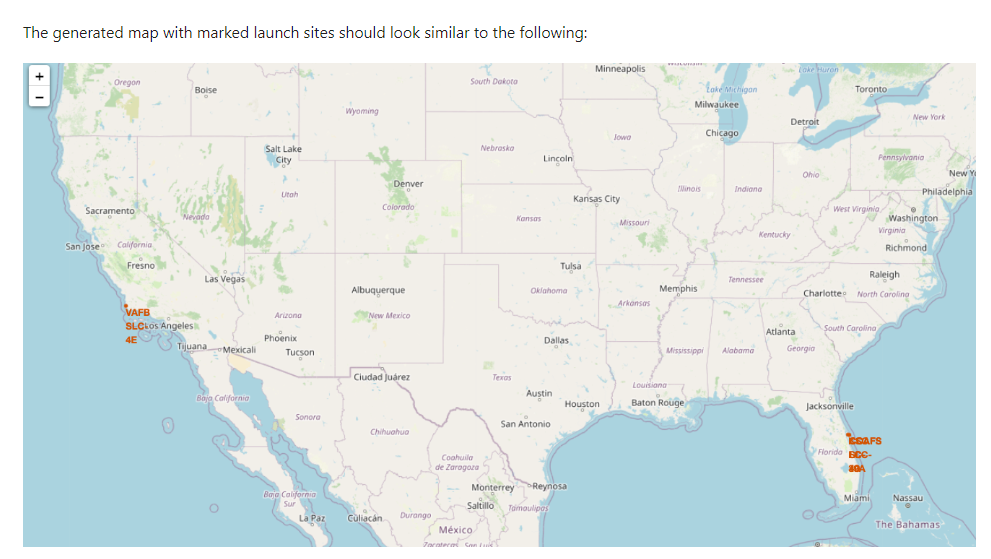 The generated map with marked launch sites should look similar to the following:
+
−
Oregon
Boise
South Dakota
Minneapolis
Lake Huron
Wyoming
Lake Michigan
Toronto
Milwaukee
New York
Detroit
Chicago
Iowa
Salt Lake
City
Nebraska
Lincoln
Pennsylvania
Ohio
New Y
Denver
Utah
Illinois
Indiana
Philadelphia
Kansas City
Colorado
Sacramento
Nevada
Kansas
Missouri
West Virginia
Washington
Virginia
Kentucky
San Jose
California
Richmond
Fresno
Las Vegas
Tulsa
Raleigh
Tennessee
Albuquerque
Oklahoma
Memphis
Charlotte
North Carolina
Arkansas
VAFB
SLC-
4E
Los Angeles
Arizona
New Mexico
Phoenix
Atlanta
South Carolina
Tijuana
Mexicali
Tucson
Dallas
Mississippi
Alabama
Georgia
Ciudad Juárez
Texas
Louisiana
Baja California
Austin
Houston
Baton Rouge
Jacksonville
Sonora
San Antonio
Chihuahua
Florida
Coahuila
de Zaragoza
Monterrey
Reynosa
Baja California
Sur
Saltillo
Tamaulipas
Miami
Nassau
La Paz
Culiacán
Durango
México
The Bahamas
Zacatecas
San Luis